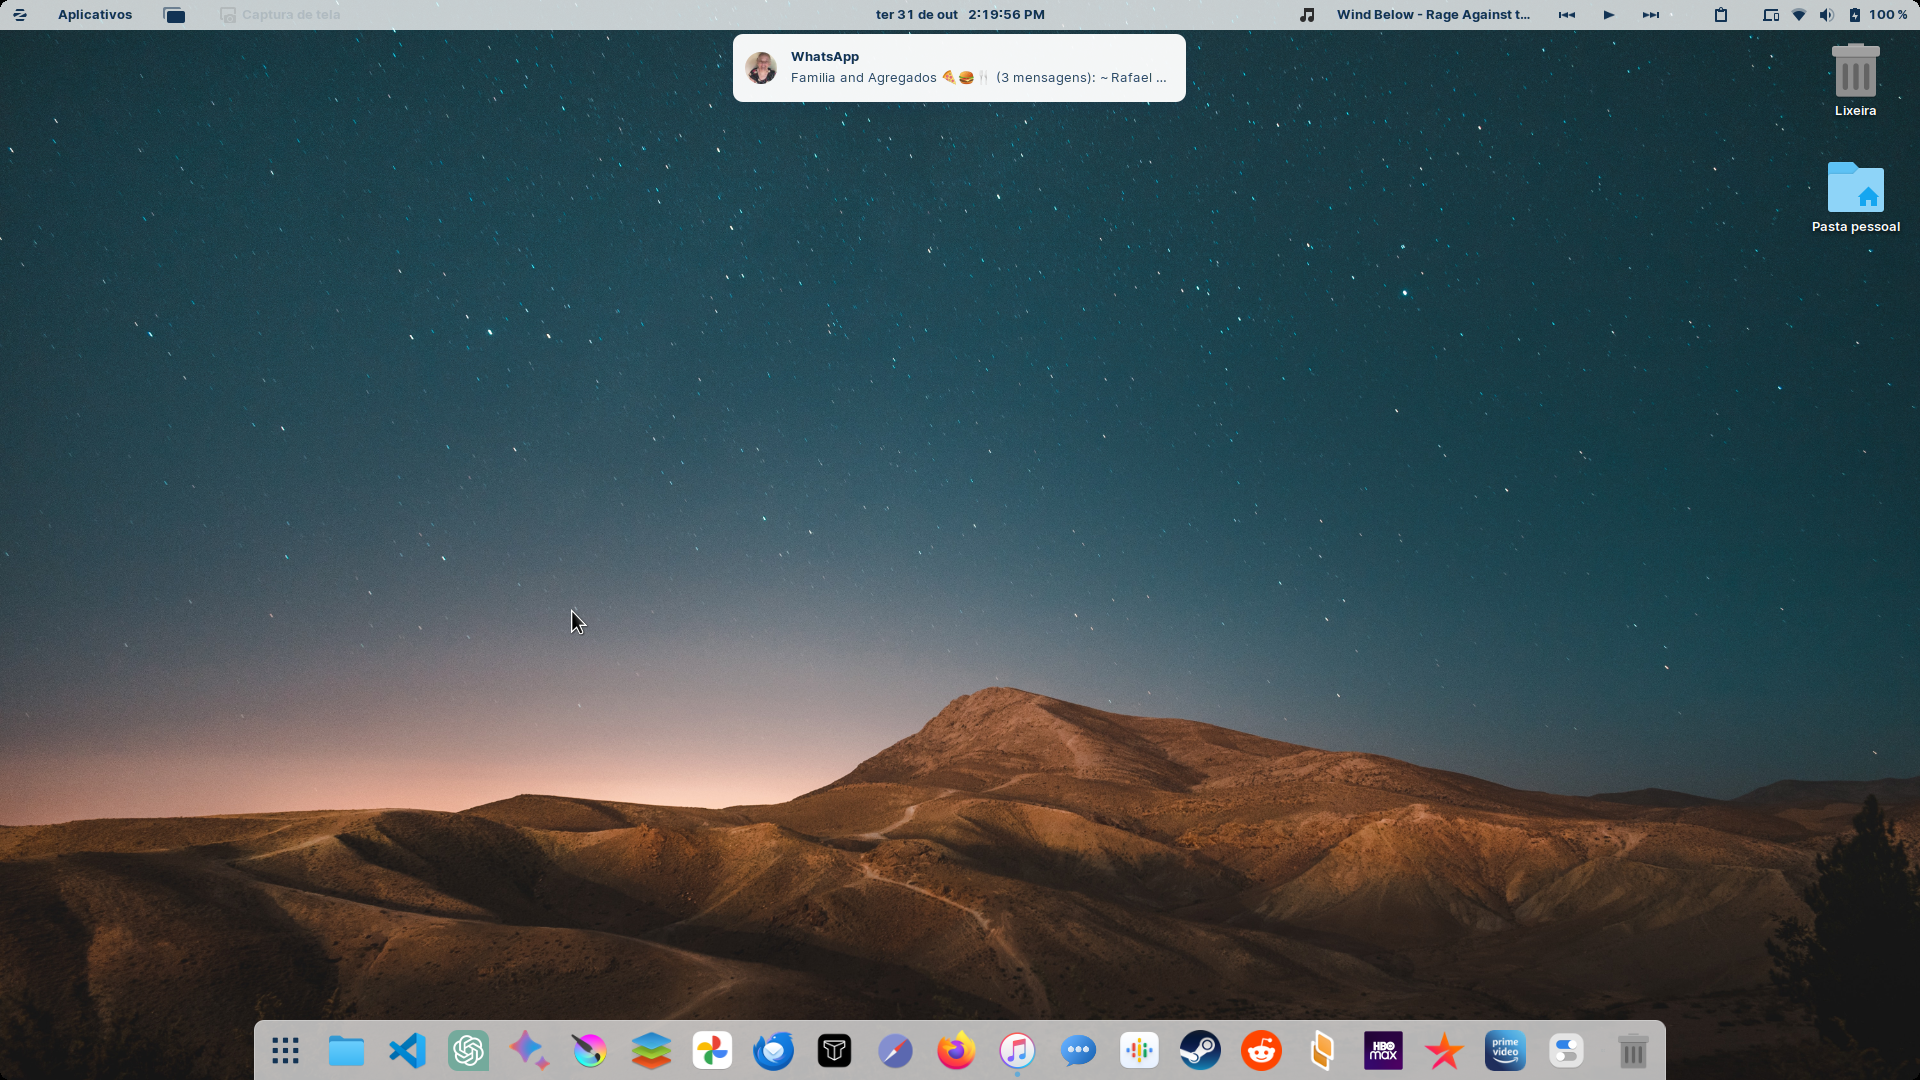 Aplicativos
Captura de tela
ter 31 de out 2:19:56 PM
Wind Below - Rage Against t...
100 %
WhatsApp
Familia and Agregados 🍕🍔🍴 (3 mensagens): ~ Rafael ...
Lixeira
Pasta pessoal
HBO
max
prime
video